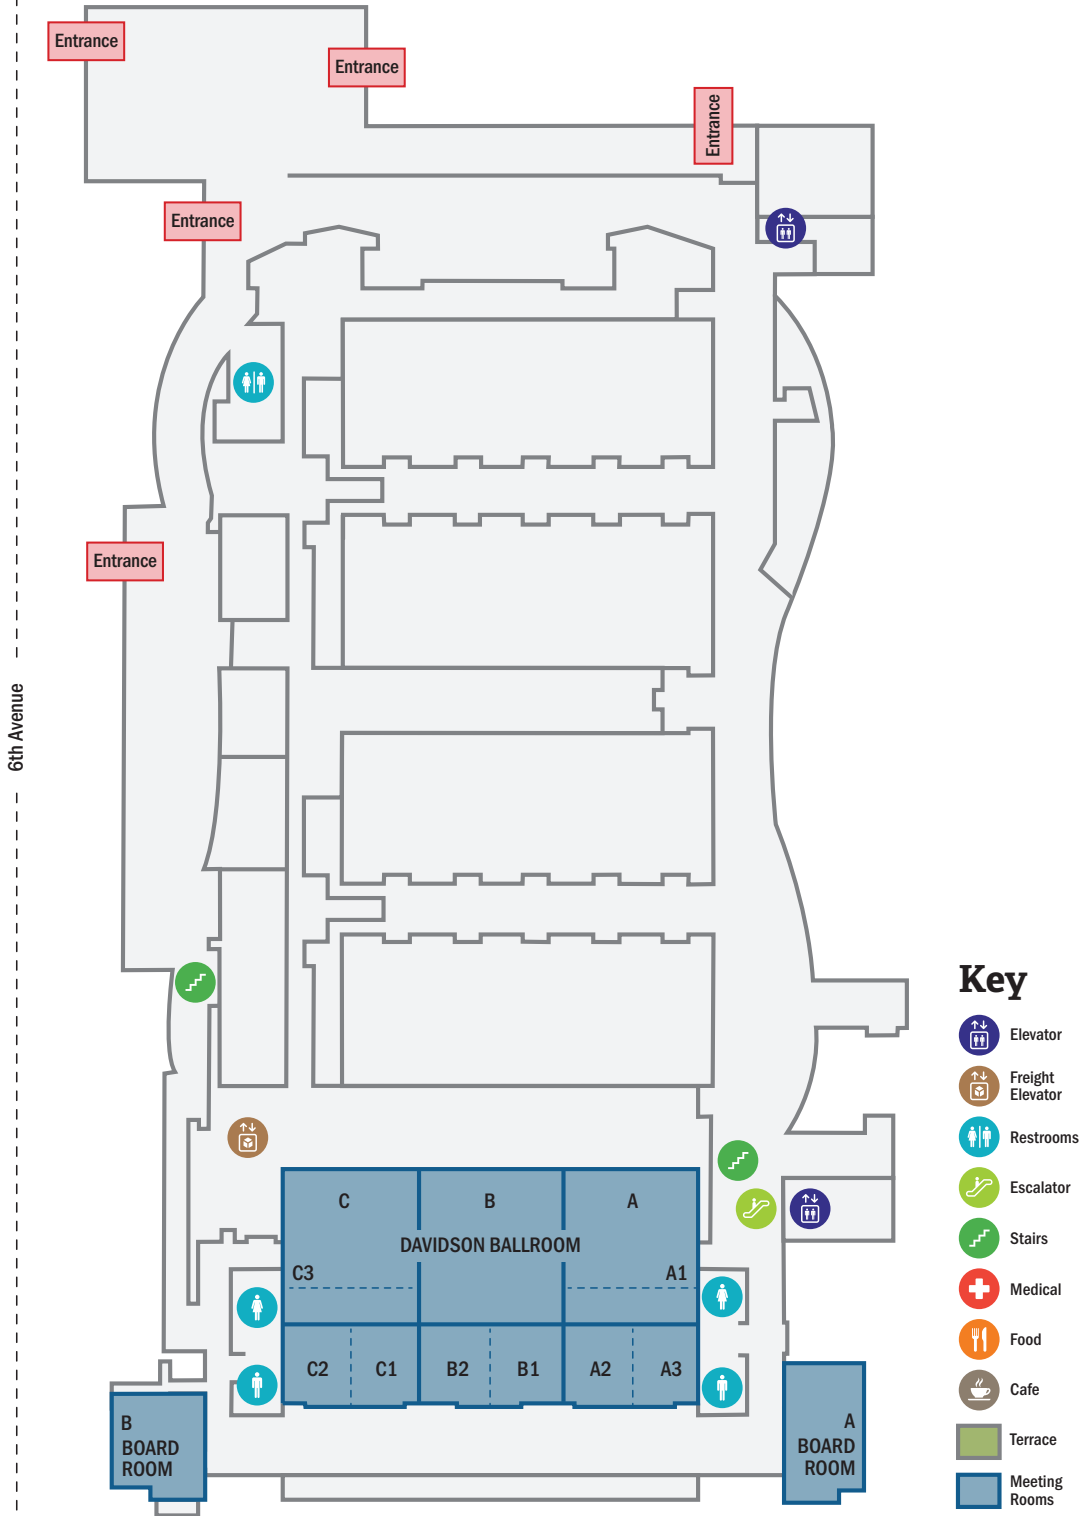 Entrance
Entrance
Entrance
Entrance
Entrance
6th Avenue
C
B
A
DAVIDSON BALLROOM
C3
A1
C2
C1
B2
B1
A2
A3
B
BOARD
ROOM
A
BOARD
ROOM
Key
Elevator
Freight
Elevator
Restrooms
Escalator
Stairs
Medical
Food
Cafe
Terrace
Meeting
Rooms